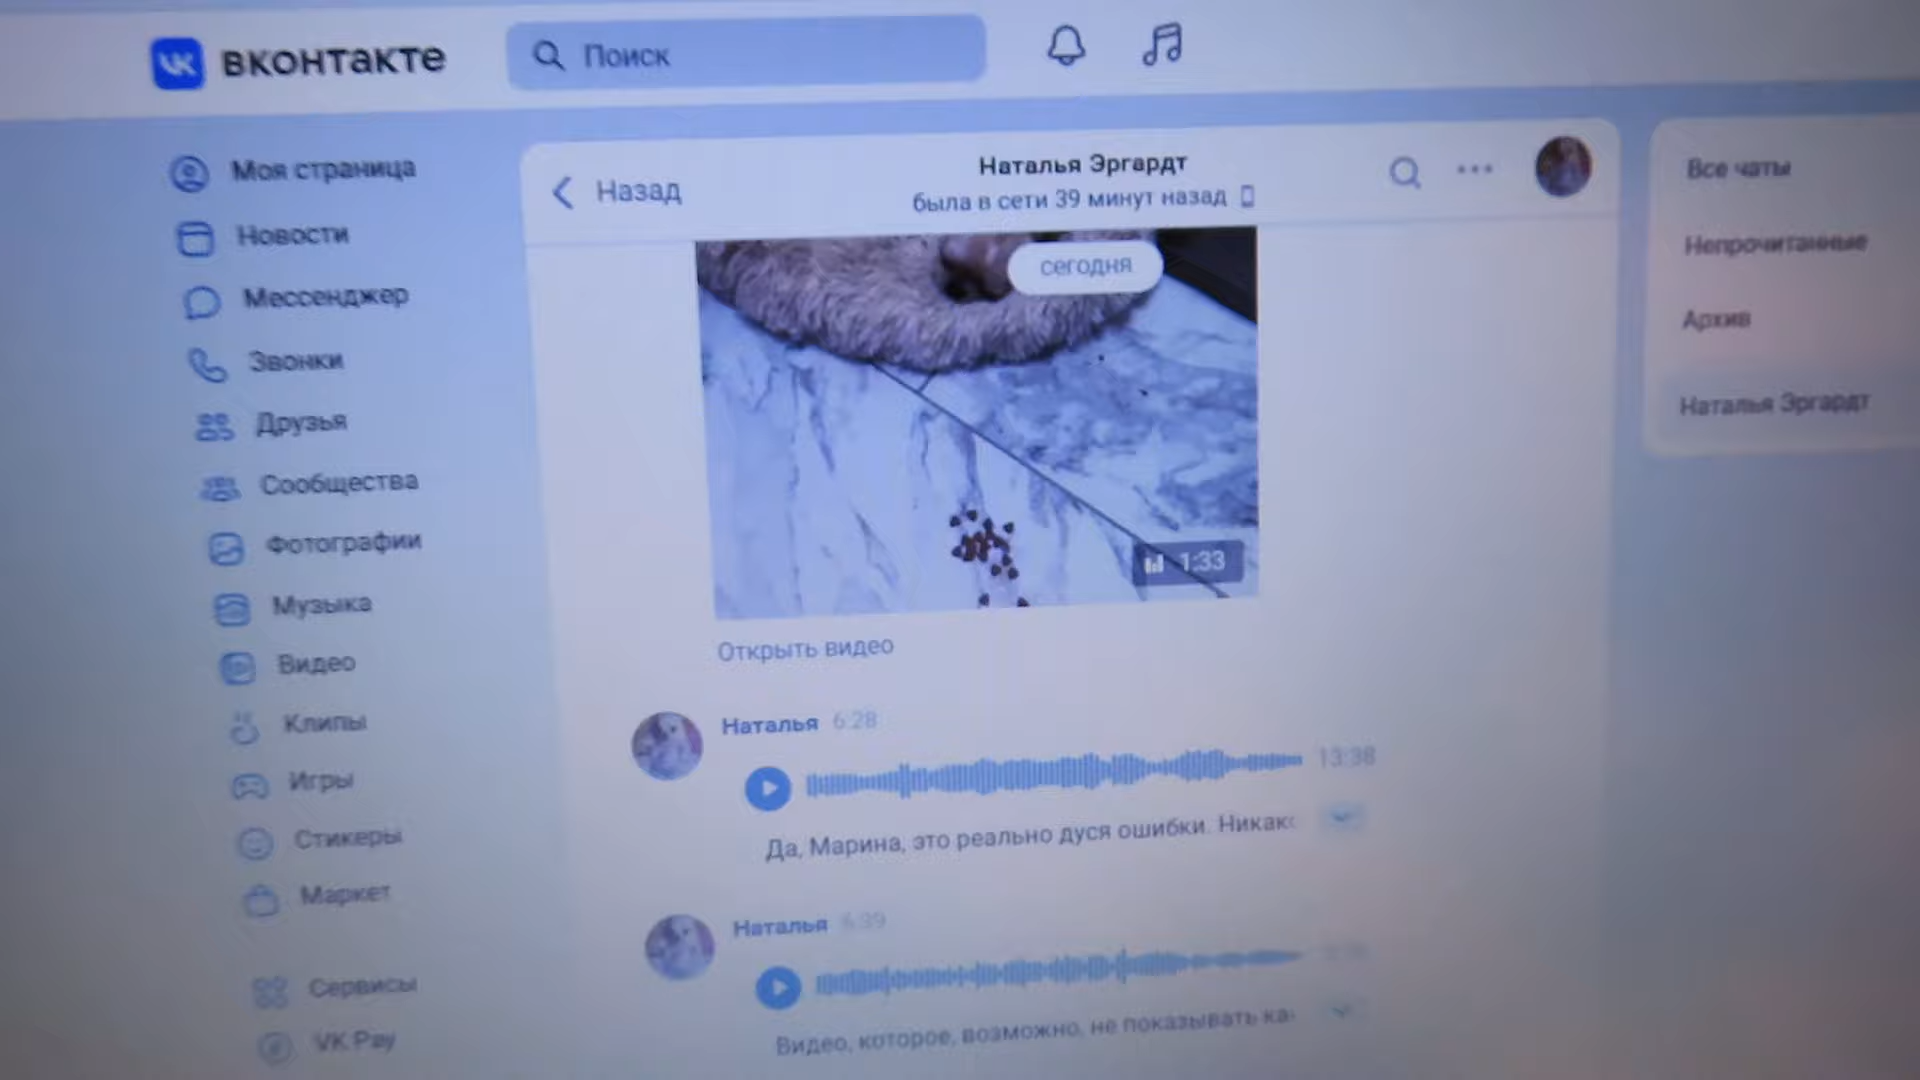 вконтакте
Поиск
Моя страница
Новости
Мессенджер
Звонки
Друзья
Сообщества
Фотографии
Музыка
Видео
Клипы
Игры
Стикеры
Маркет
Сервисы
VK Pay
Назад
Наталья Эргардт
была в сети 39 минут назад
сегодня
1:33
Открыть видео
Наталья 6:28
13:38
Да, Марина, это реально дуся ошибки. Никак
Наталья 6:39
Видео, которое, возможно, не показывать ка
Все чаты
Непрочитанные
Архив
Наталья Эргардт